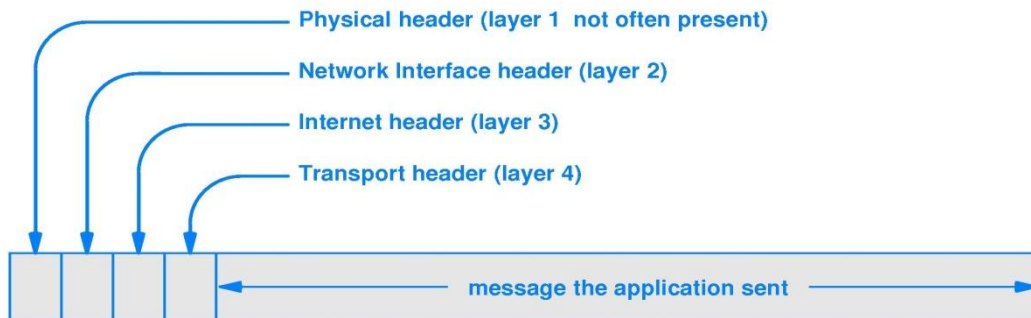 Physical header (layer 1 not often present)
Network Interface header (layer 2)
Internet header (layer 3)
Transport header (layer 4)
message the application sent